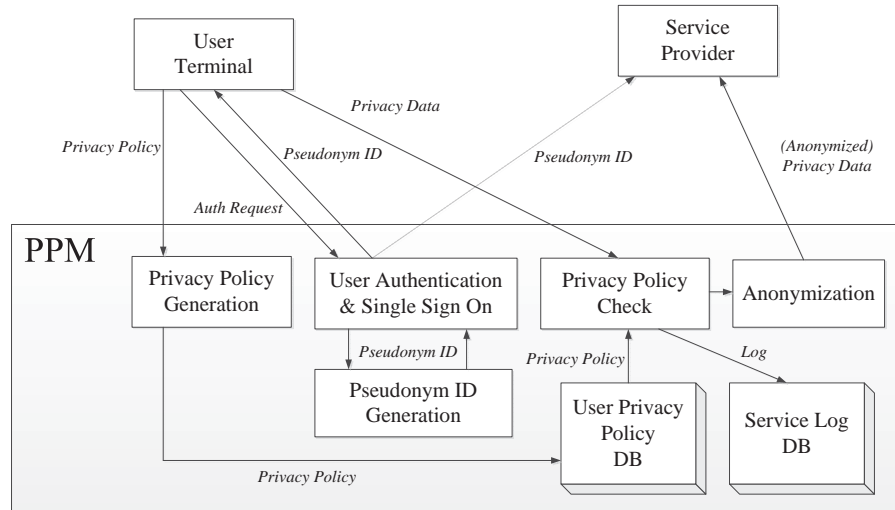 User
Terminal
Service
Provider
Privacy Data
Privacy Policy
Pseudonym ID
Pseudonym ID
(Anonymized)
Privacy Data
Auth Request
PPM
Privacy Policy
Generation
User Authentication
& Single Sign On
Privacy Policy
Check
Anonymization
Pseudonym ID
Privacy Policy
Log
Pseudonym ID
Generation
User Privacy
Policy
DB
Service Log
DB
Privacy Policy